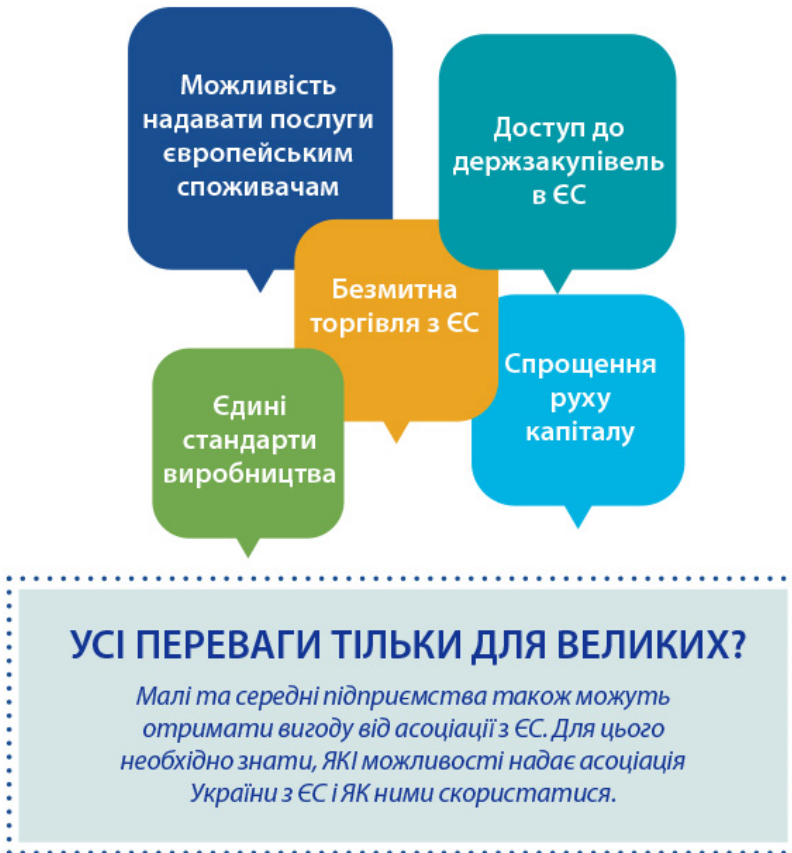 Можливість
надавати послуги
європейським
споживачам
Доступ до
держзакупівель
в ЄС
Безмитна
торгівля з ЄС
Спрощення
руху
капіталу
Єдині
стандарти
виробництва
УСІ ПЕРЕВАГИ ТІЛЬКИ ДЛЯ ВЕЛИКИХ?
Малі та середні підприємства також можуть
отримати вигоду від асоціації з ЄС. Для цього
необхідно знати, ЯКІ можливості надає асоціація
України з ЄС і ЯК ними скористатися.